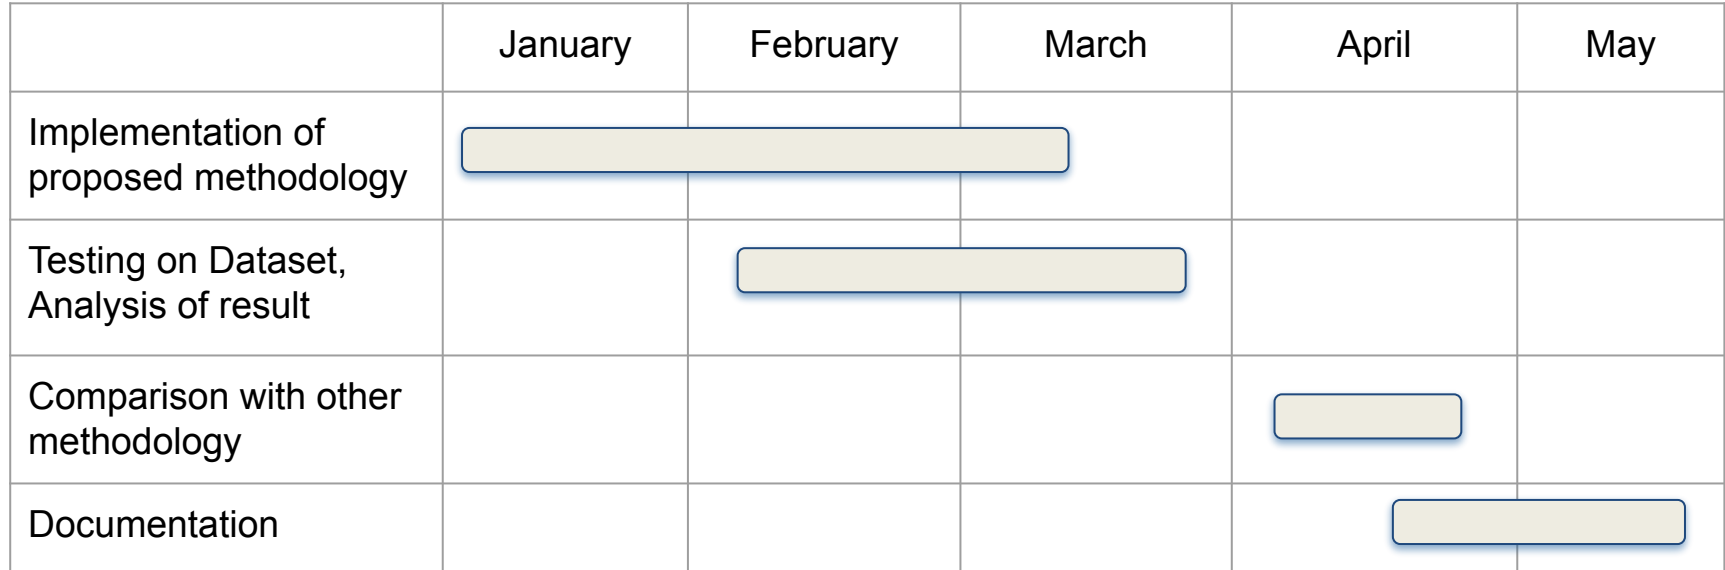 January February March April May
Implementation of
proposed methodology
Testing on Dataset,
Analysis of result
Comparison with other
methodology
Documentation